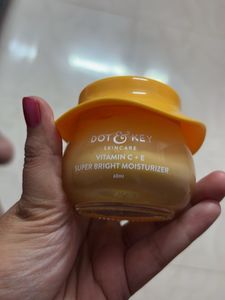 DOT & KEY
SKINCARE
VITAMIN C + E
SUPER BRIGHT MOISTURIZER
60ml